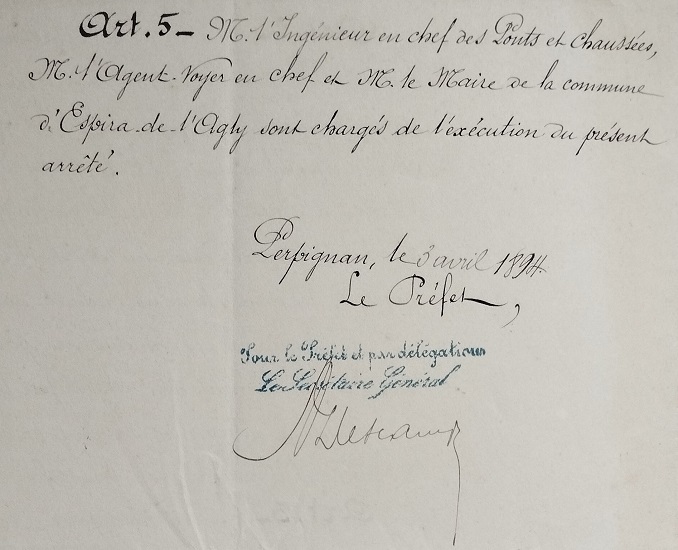 Art. 5 — M. l'Ingénieur en chef des Ponts et Chaussées,
M. l'Agent-Voyer en chef et M. le Maire de la commune
d'Espira-de-l'Agly sont chargés de l'exécution du présent
arrêté.
Perpignan, le 3 avril 1894.
Le Préfet,
Pour le Préfet et par délégation
Le Secrétaire Général